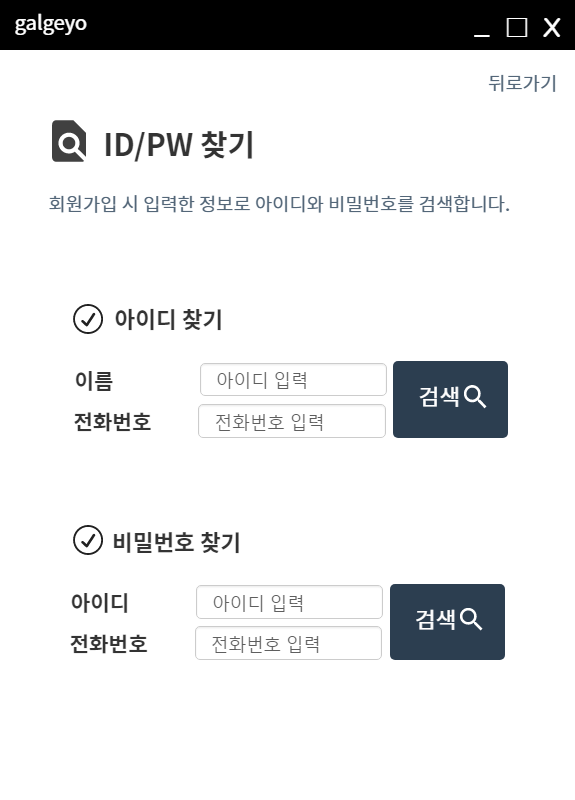 galgeyo
뒤로가기
ID/PW 찾기
회원가입 시 입력한 정보로 아이디와 비밀번호를 검색합니다.
아이디 찾기
이름 아이디 입력
검색
전화번호 전화번호 입력
비밀번호 찾기
아이디 아이디 입력
검색
전화번호 전화번호 입력